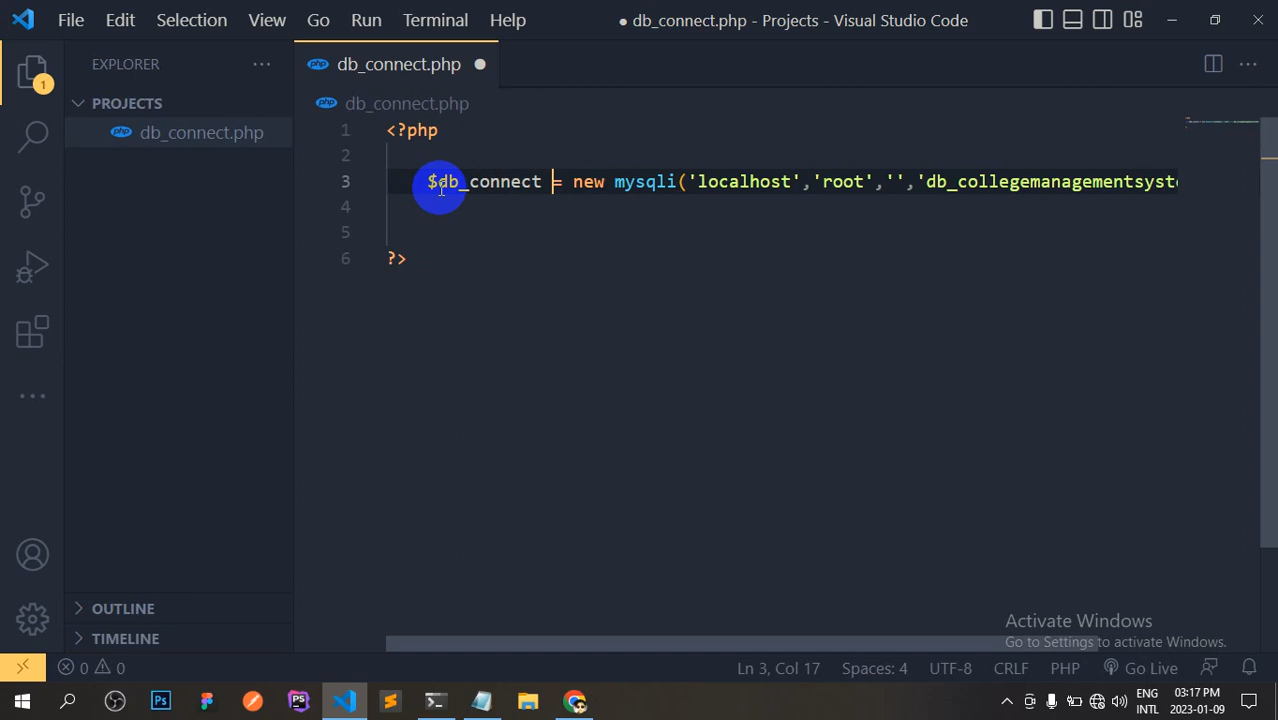 File Edit Selection View Go Run Terminal Help ● db_connect.php - Projects - Visual Studio Code
EXPLORER ...
db_connect.php
PROJECTS
db_connect.php
db_connect.php
1 <?php
2
3 $db_connect = new mysqli('localhost','root','','db_collegemanagementsyst
4
5
6 ?>
1
OUTLINE
TIMELINE
Activate Windows
Go to Settings to activate Windows.
0 0 Ln 3, Col 17 Spaces: 4 UTF-8 CRLF PHP Go Live
Ps PS
ENG 03:17 PM
INTL 2023-01-09